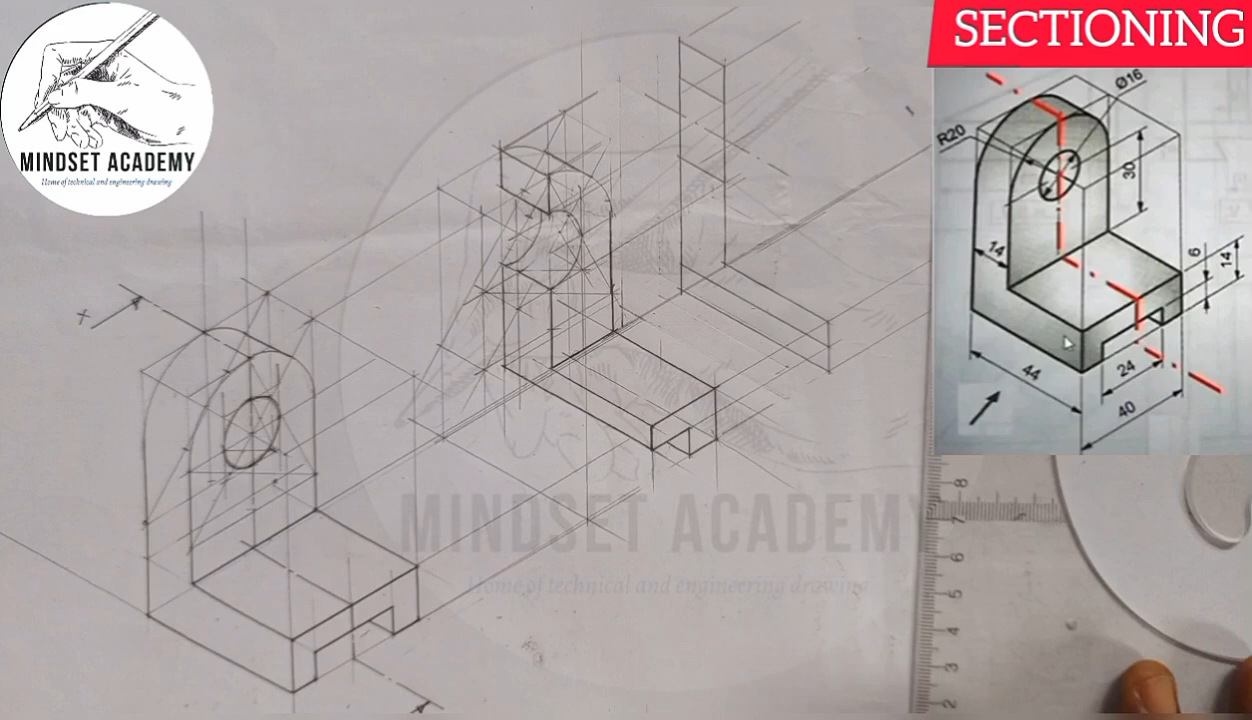 MINDSET ACADEMY
Home of technical and engineering drawing
SECTIONING
Ø16
R20
30
14
6
14
44
24
40
X
MINDSET ACADEMY
Home of technical and engineering drawing
8
7
6
5
4
3
2